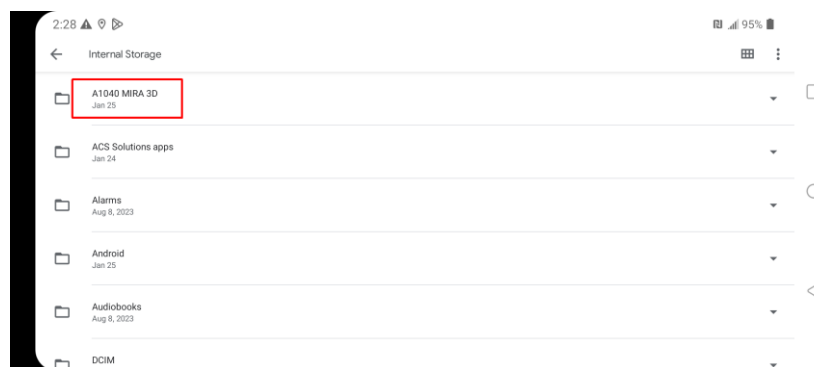 2:28
95%
Internal Storage
A1040 MIRA 3D
Jan 25
ACS Solutions apps
Jan 24
Alarms
Aug 8, 2023
Android
Jan 25
Audiobooks
Aug 8, 2023
DCIM